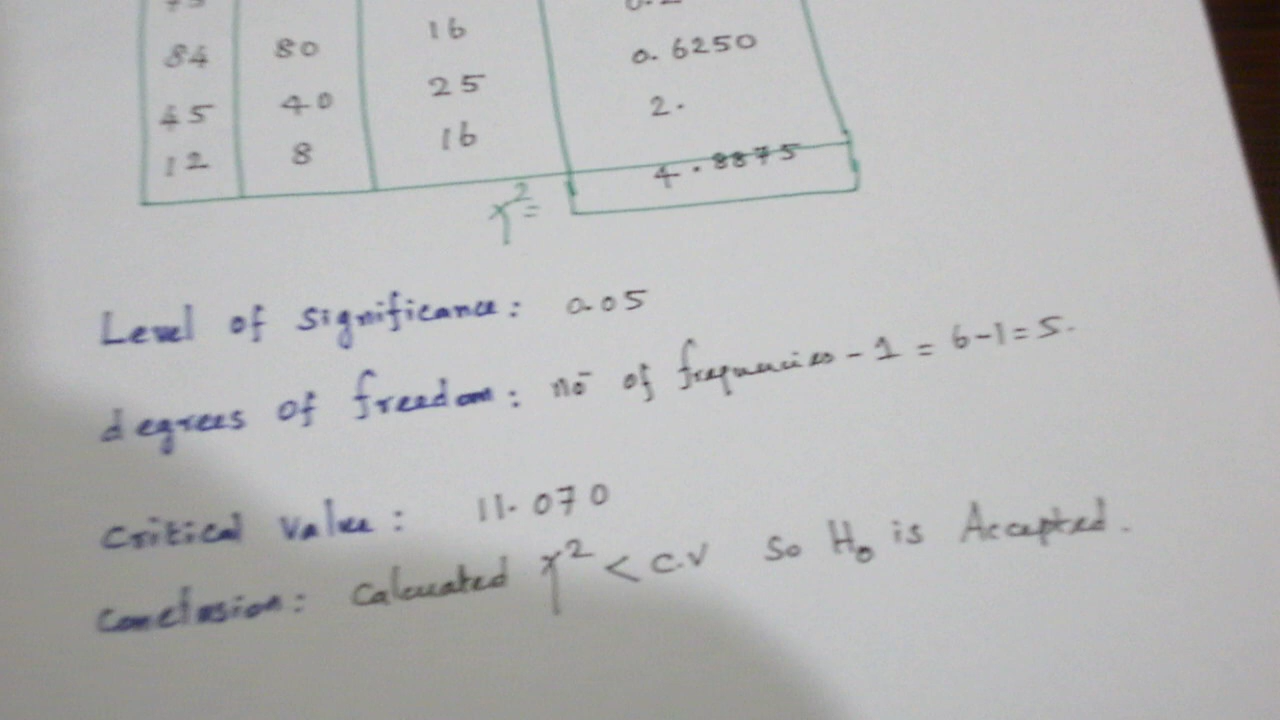 84 80 16 0.6250
45 40 25 2.
12 8 16
χ²= 4.8875
Level of significance: 0.05
degrees of freedom: no of frequencies - 1 = 6-1=5.
Critical Value: 11.070
Conclusion: Calcuated χ² < C.V So H₀ is Accepted.